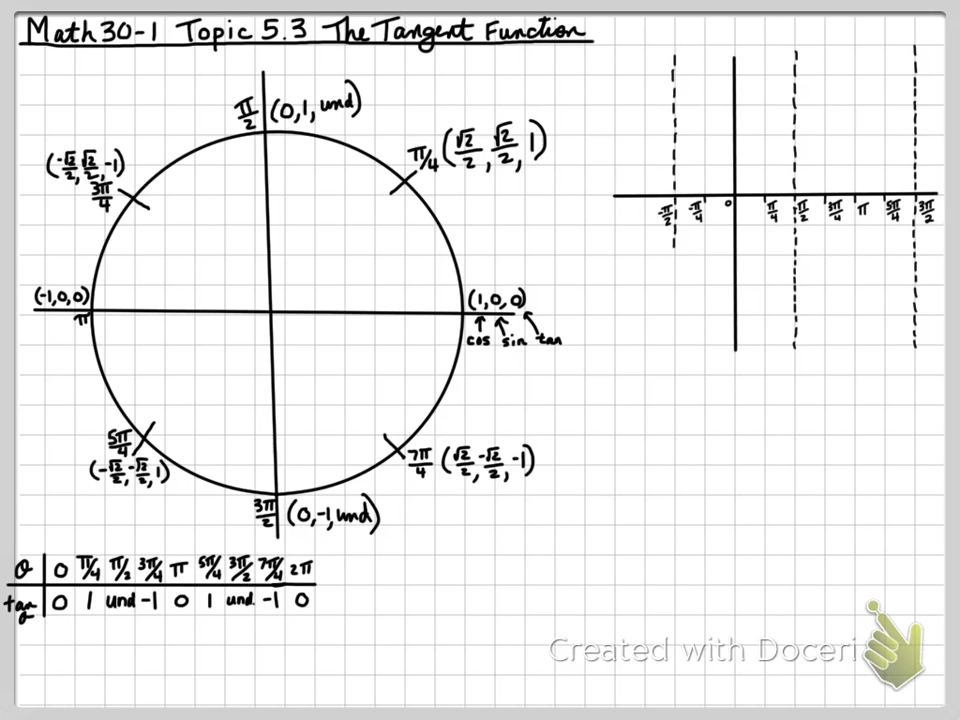 Math 30-1 Topic 5.3 The Tangent Function
π/2 (0, 1, und)
π/4 (√2/2, √2/2, 1)
(-√2/2, √2/2, -1)
3π/4
(-1, 0, 0)
π
(1, 0, 0)
cos sin tan
5π/4
(-√2/2, -√2/2, 1)
7π/4 (√2/2, -√2/2, -1)
3π/2 (0, -1, und)
-π/2 -π/4 0 π/4 π/2 3π/4 π 5π/4 3π/2
θ 0 π/4 π/2 3π/4 π 5π/4 3π/2 7π/4 2π
tan θ 0 1 und -1 0 1 und. -1 0
Created with Doceri